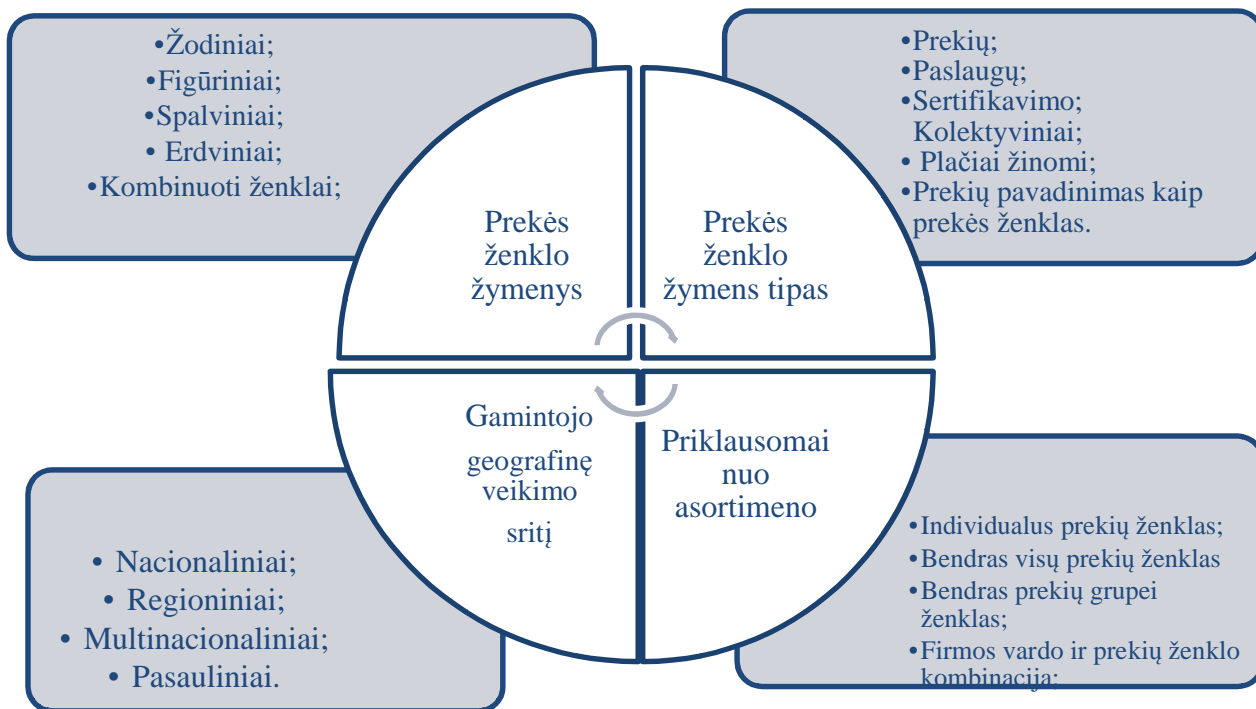 •Žodiniai;
•Figūriniai;
•Spalviniai;
• Erdviniai;
•Kombinuoti ženklai;
•Prekių;
•Paslaugų;
•Sertifikavimo;
Kolektyviniai;
• Plačiai žinomi;
•Prekių pavadinimas kaip
prekės ženklas.
Prekės
ženklo
žymenys
Prekės
ženklo
žymens tipas
Gamintojo
geografinę
veikimo
sritį
Priklausomai
nuo
asortimeno
• Nacionaliniai;
• Regioniniai;
• Multinacionaliniai;
• Pasauliniai.
•Individualus prekių ženklas;
•Bendras visų prekių ženklas
•Bendras prekių grupei
ženklas;
•Firmos vardo ir prekių ženklo
kombinacija;